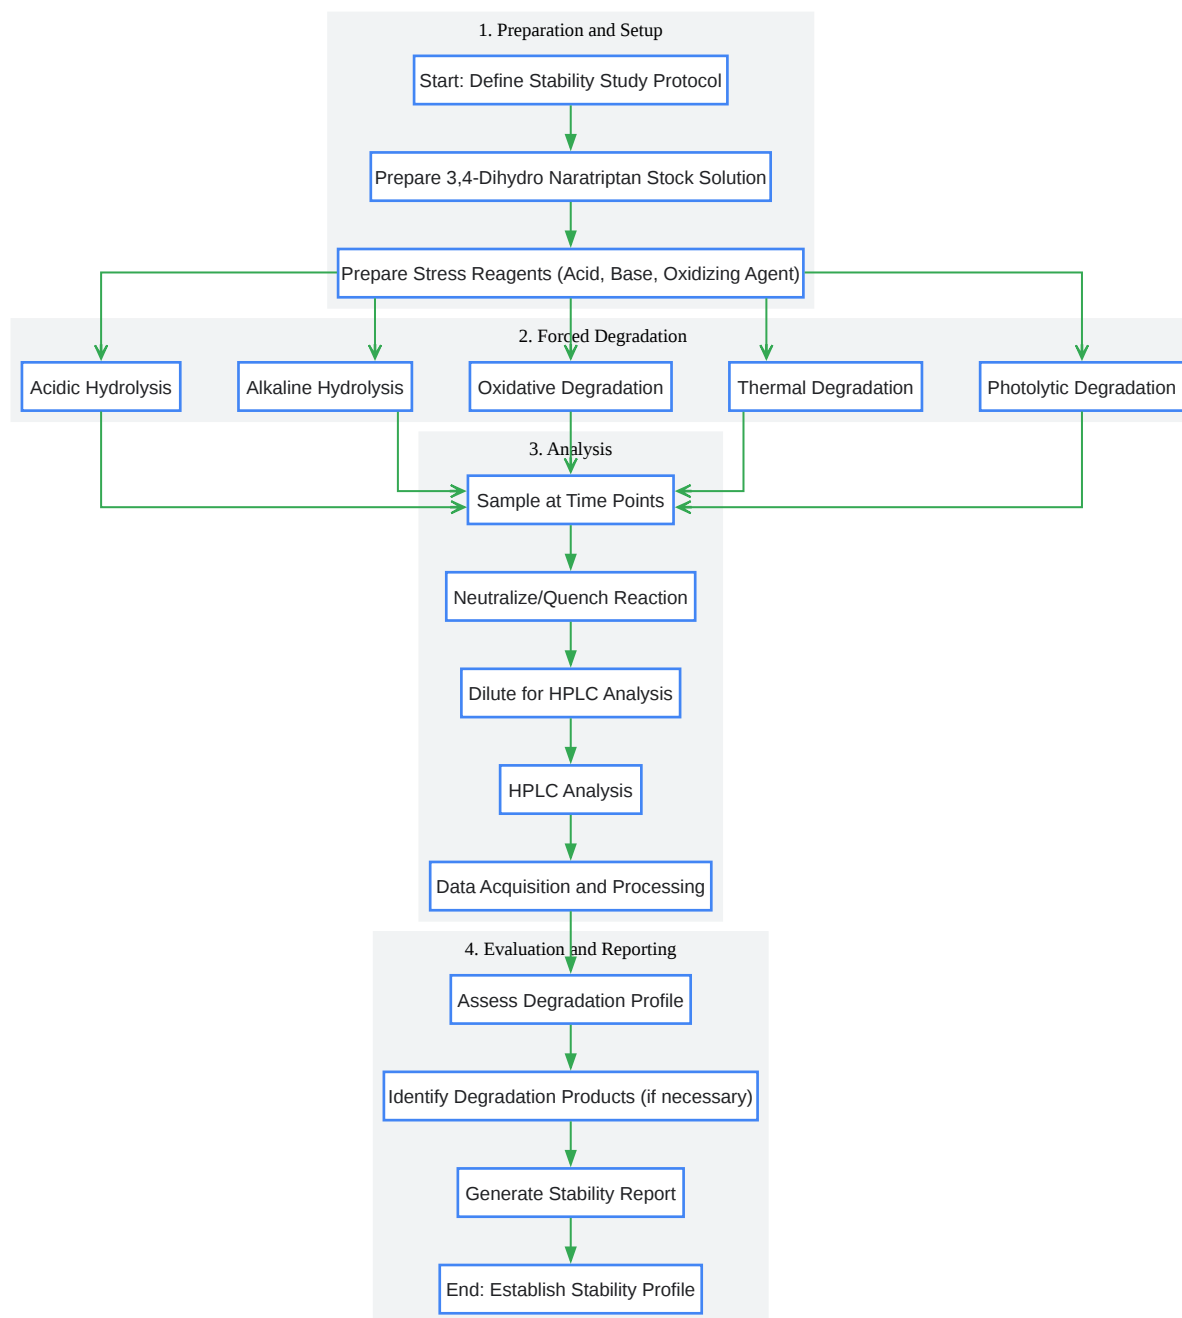 1. Preparation and Setup
Start: Define Stability Study Protocol
Prepare 3,4-Dihydro Naratriptan Stock Solution
Prepare Stress Reagents (Acid, Base, Oxidizing Agent)
2. Forced Degradation
Acidic Hydrolysis
Alkaline Hydrolysis
Oxidative Degradation
Thermal Degradation
Photolytic Degradation
3. Analysis
Sample at Time Points
Neutralize/Quench Reaction
Dilute for HPLC Analysis
HPLC Analysis
Data Acquisition and Processing
4. Evaluation and Reporting
Assess Degradation Profile
Identify Degradation Products (if necessary)
Generate Stability Report
End: Establish Stability Profile